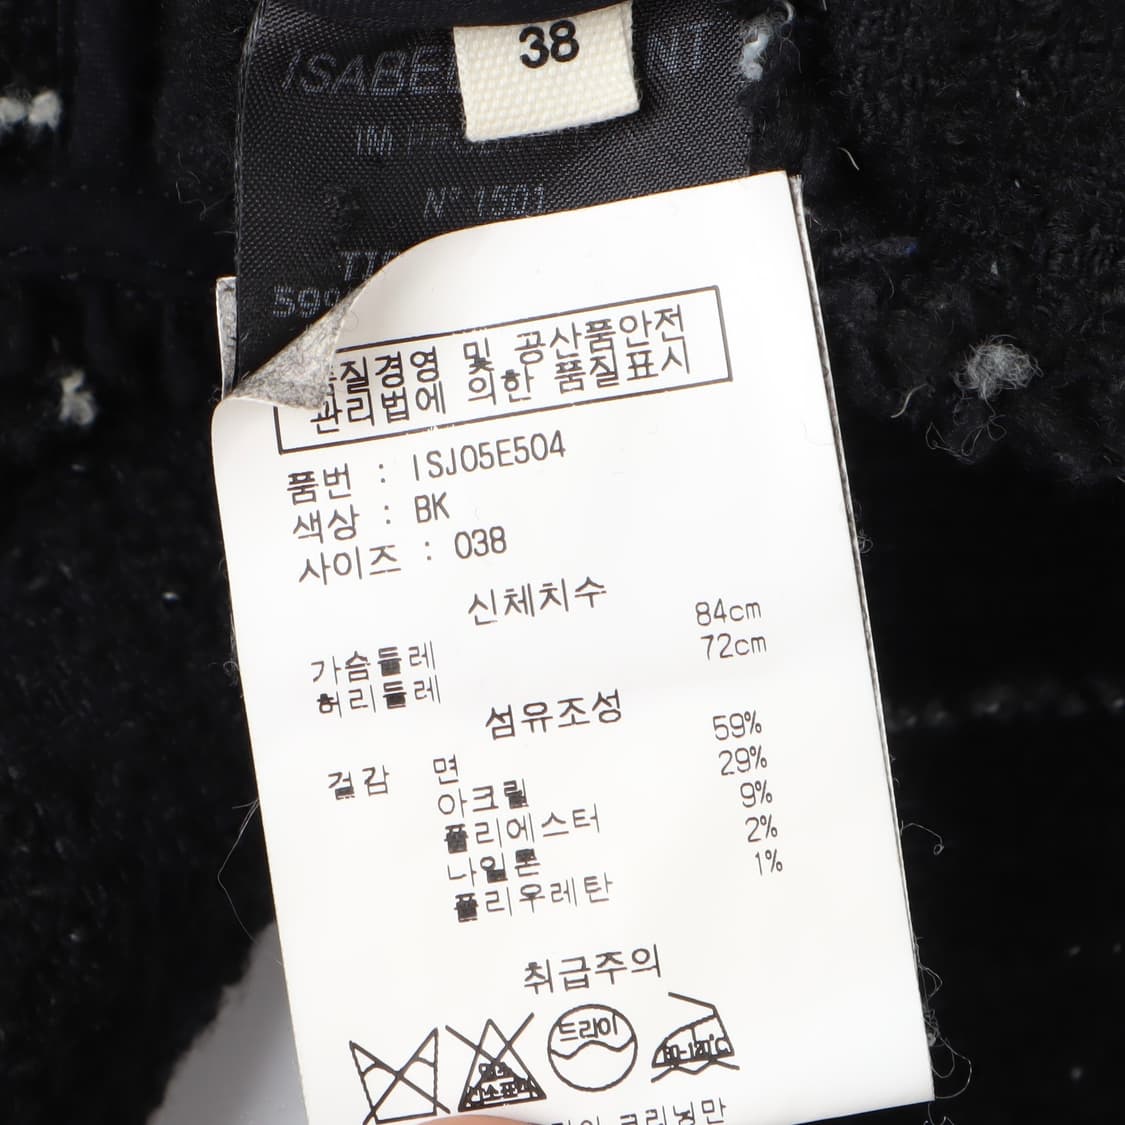 38
N° 1501
질경영 및 공산품안전
관리법에 의한 품질표시
품번 : ISJ05E504
색상 : BK
사이즈 : 038
신체치수
가슴둘레 84cm
허리둘레 72cm
섬유조성
겉감 면 59%
아크릴 29%
폴리에스터 9%
나일론 2%
폴리우레탄 1%
취급주의
드라이